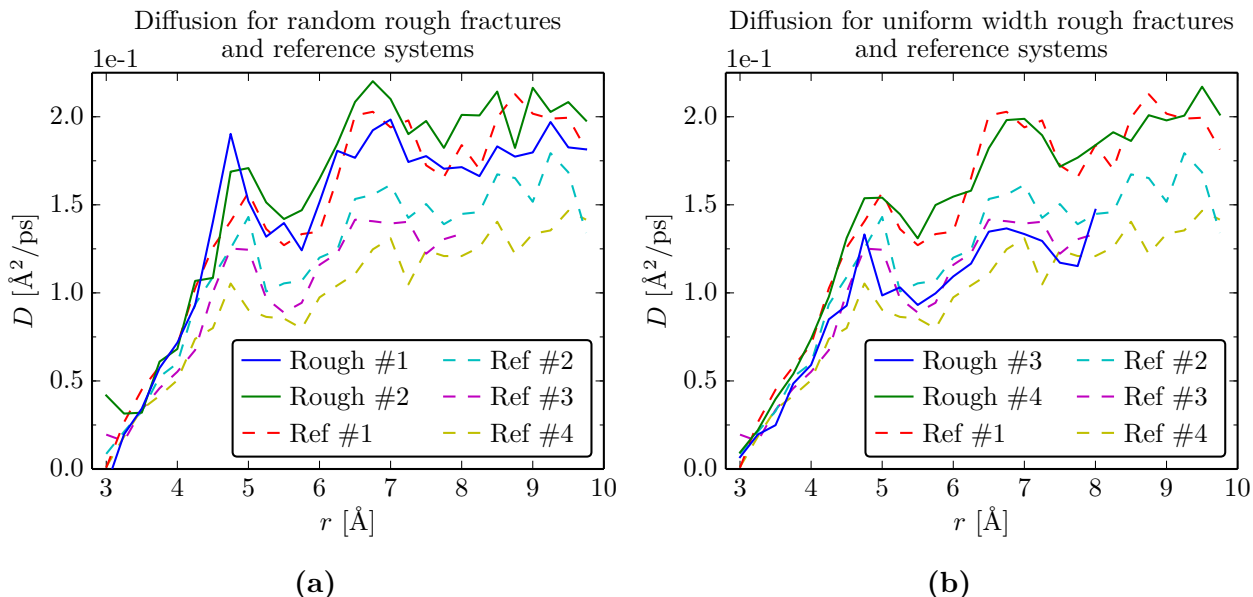 Diffusion for random rough fractures
and reference systems
1e-1
2.0
1.5
1.0
0.5
0.0
D [Å²/ps]
3 4 5 6 7 8 9 10
r [Å]
Rough #1
Rough #2
Ref #1
Ref #2
Ref #3
Ref #4
(a)
Diffusion for uniform width rough fractures
and reference systems
1e-1
2.0
1.5
1.0
0.5
0.0
D [Å²/ps]
3 4 5 6 7 8 9 10
r [Å]
Rough #3
Rough #4
Ref #1
Ref #2
Ref #3
Ref #4
(b)